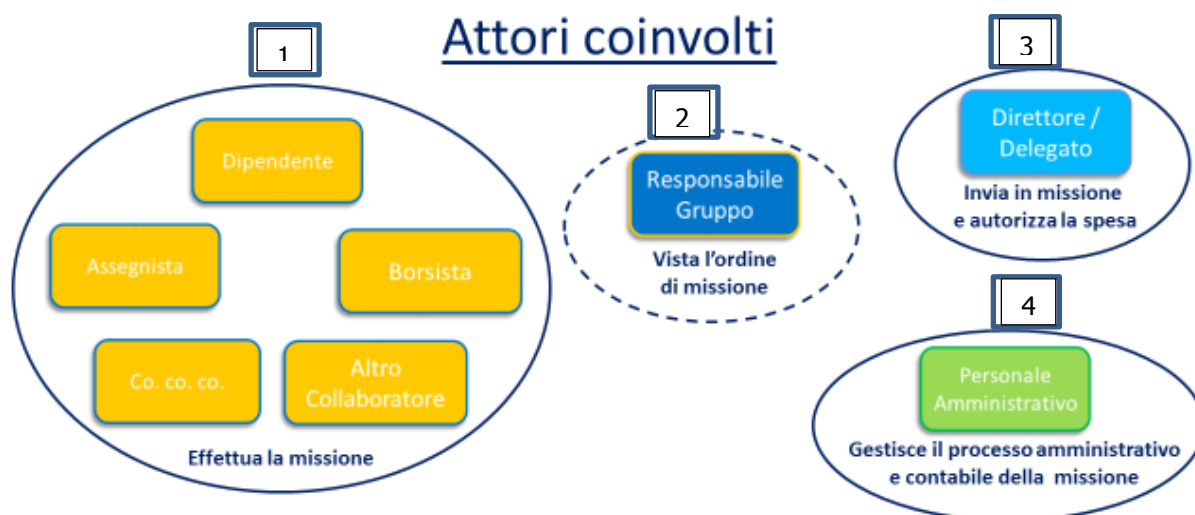 Attori coinvolti
1
Dipendente
Assegnista
Borsista
Co. co. co.
Altro
Collaboratore
Effettua la missione
2
Responsabile
Gruppo
Vista l'ordine
di missione
3
Direttore /
Delegato
Invia in missione
e autorizza la spesa
4
Personale
Amministrativo
Gestisce il processo amministrativo
e contabile della missione